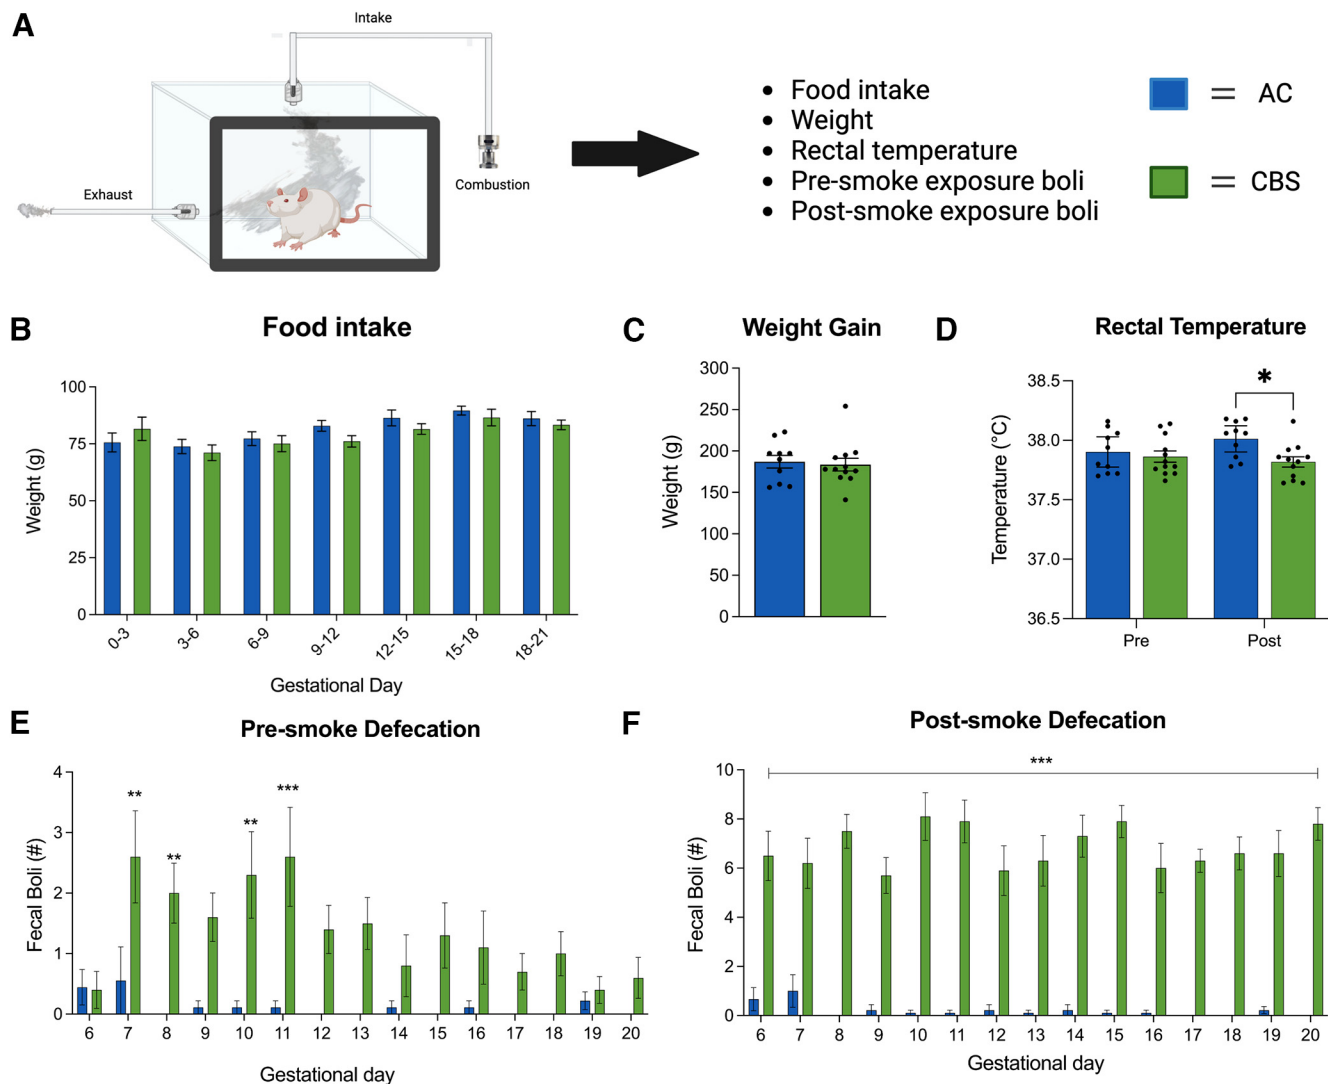 A
Intake
Exhaust
Combustion
• Food intake
• Weight
• Rectal temperature
• Pre-smoke exposure boli
• Post-smoke exposure boli
= AC
= CBS
B
Food intake
Weight (g)
100
75
50
25
0
0-3
3-6
6-9
9-12
12-15
15-18
18-21
Gestational Day
C
Weight Gain
Weight (g)
300
250
200
150
100
50
0
D
Rectal Temperature
Temperature (°C)
38.5
38.0
37.5
37.0
36.5
*
Pre
Post
E
Pre-smoke Defecation
Fecal Boli (#)
4
3
2
1
0
**
**
**
***
6 7 8 9 10 11 12 13 14 15 16 17 18 19 20
Gestational day
F
Post-smoke Defecation
Fecal Boli (#)
10
8
6
4
2
0
***
6 7 8 9 10 11 12 13 14 15 16 17 18 19 20
Gestational day